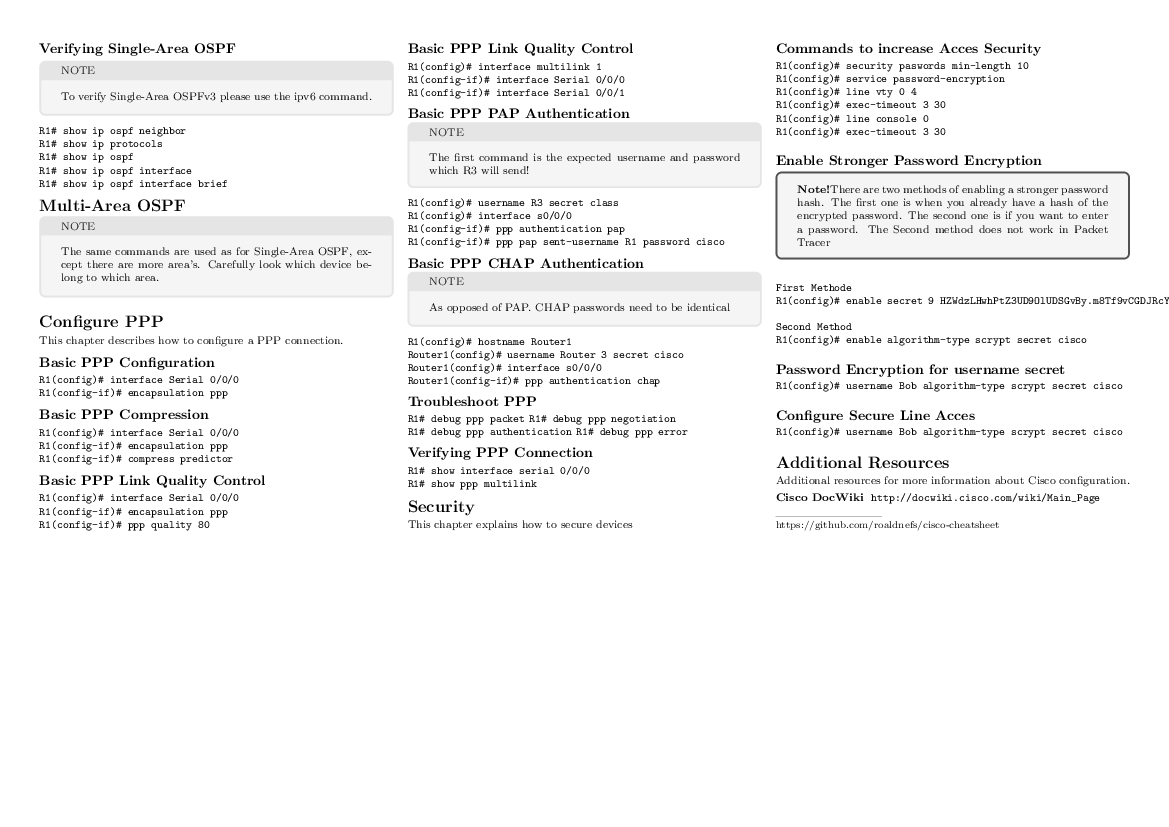 Verifying Single-Area OSPF
NOTE
To verify Single-Area OSPFv3 please use the ipv6 command.
R1# show ip ospf neighbor
R1# show ip protocols
R1# show ip ospf
R1# show ip ospf interface
R1# show ip ospf interface brief
Multi-Area OSPF
NOTE
The same commands are used as for Single-Area OSPF, ex-
cept there are more area's. Carefully look which device be-
long to which area.
Configure PPP
This chapter describes how to configure a PPP connection.
Basic PPP Configuration
R1(config)# interface Serial 0/0/0
R1(config-if)# encapsulation ppp
Basic PPP Compression
R1(config)# interface Serial 0/0/0
R1(config-if)# encapsulation ppp
R1(config-if)# compress predictor
Basic PPP Link Quality Control
R1(config)# interface Serial 0/0/0
R1(config-if)# encapsulation ppp
R1(config-if)# ppp quality 80
Basic PPP Link Quality Control
R1(config)# interface multilink 1
R1(config-if)# interface Serial 0/0/0
R1(config-if)# interface Serial 0/0/1
Basic PPP PAP Authentication
NOTE
The first command is the expected username and password
which R3 will send!
R1(config)# username R3 secret class
R1(config)# interface s0/0/0
R1(config-if)# ppp authentication pap
R1(config-if)# ppp pap sent-username R1 password cisco
Basic PPP CHAP Authentication
NOTE
As opposed of PAP. CHAP passwords need to be identical
R1(config)# hostname Router1
Router1(config)# username Router 3 secret cisco
Router1(config)# interface s0/0/0
Router1(config-if)# ppp authentication chap
Troubleshoot PPP
R1# debug ppp packet R1# debug ppp negotiation
R1# debug ppp authentication R1# debug ppp error
Verifying PPP Connection
R1# show interface serial 0/0/0
R1# show ppp multilink
Security
This chapter explains how to secure devices
Commands to increase Acces Security
R1(config)# security paswords min-length 10
R1(config)# service password-encryption
R1(config)# line vty 0 4
R1(config)# exec-timeout 3 30
R1(config)# line console 0
R1(config)# exec-timeout 3 30
Enable Stronger Password Encryption
Note!There are two methods of enabling a stronger password
hash. The first one is when you already have a hash of the
encrypted password. The second one is if you want to enter
a password. The Second method does not work in Packet
Tracer
First Methode
R1(config)# enable secret 9 HZWdzLHwhPtZ3UD9OlUDSGvBy.m8Tf9vCGDJRcY
Second Method
R1(config)# enable algorithm-type scrypt secret cisco
Password Encryption for username secret
R1(config)# username Bob algorithm-type scrypt secret cisco
Configure Secure Line Acces
R1(config)# username Bob algorithm-type scrypt secret cisco
Additional Resources
Additional resources for more information about Cisco configuration.
Cisco DocWiki http://docwiki.cisco.com/wiki/Main_Page
https://github.com/roaldnefs/cisco-cheatsheet